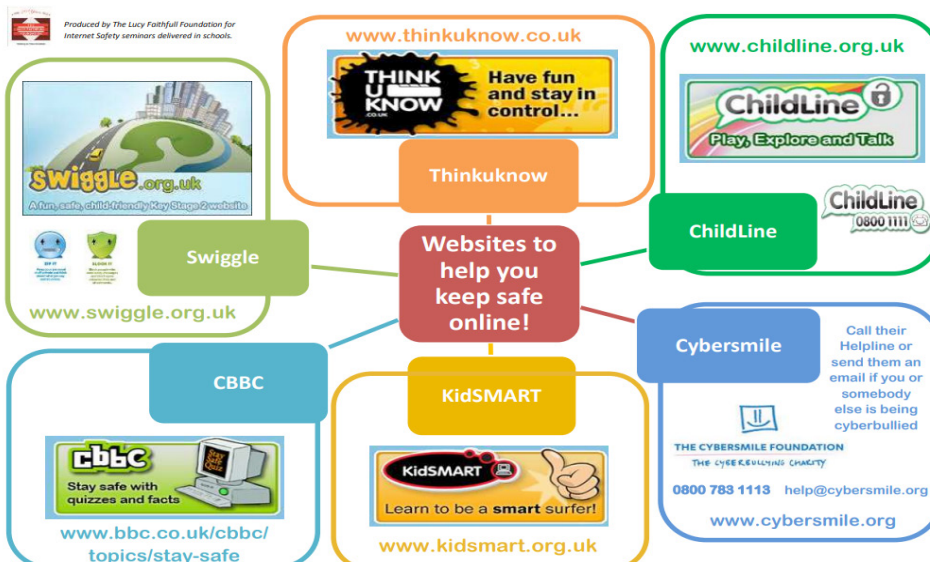 Produced by The Lucy Faithfull Foundation for
Internet Safety seminars delivered in schools.
www.thinkuknow.co.uk
THINK
U
KNOW
.CO.UK
Have fun
and stay in
control...
Thinkuknow
www.childline.org.uk
ChildLine
Play, Explore and Talk
ChildLine
0800 1111
ChildLine
swiggle.org.uk
A fun, safe, child-friendly Key Stage 2 website
Swiggle
www.swiggle.org.uk
Websites to
help you
keep safe
online!
CBBC
cbbc
Stay safe with
quizzes and facts
Stay
Safe
Quiz
www.bbc.co.uk/cbbc/
topics/stay-safe
KidSMART
KidSMART
Learn to be a smart surfer!
www.kidsmart.org.uk
Cybersmile
Call their
Helpline or
send them an
email if you or
somebody
else is being
cyberbullied
THE CYBERSMILE FOUNDATION
THE CYBERBULLYING CHARITY
0800 783 1113 help@cybersmile.org
www.cybersmile.org